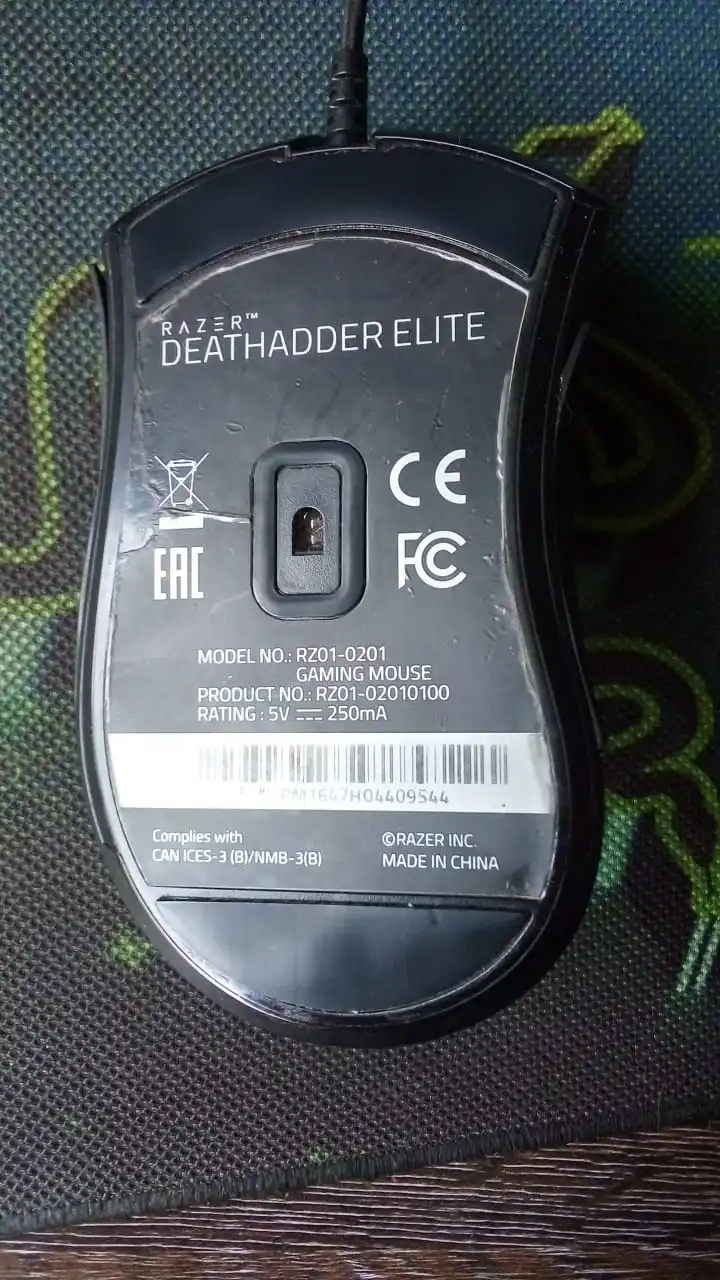 RAZER™
DEATHADDER ELITE
CE
EAC
FC
MODEL NO.: RZ01-0201
GAMING MOUSE
PRODUCT NO.: RZ01-02010100
RATING : 5V ⎓ 250mA
PM1647H04409544
Complies with
CAN ICES-3 (B)/NMB-3(B)
©RAZER INC.
MADE IN CHINA